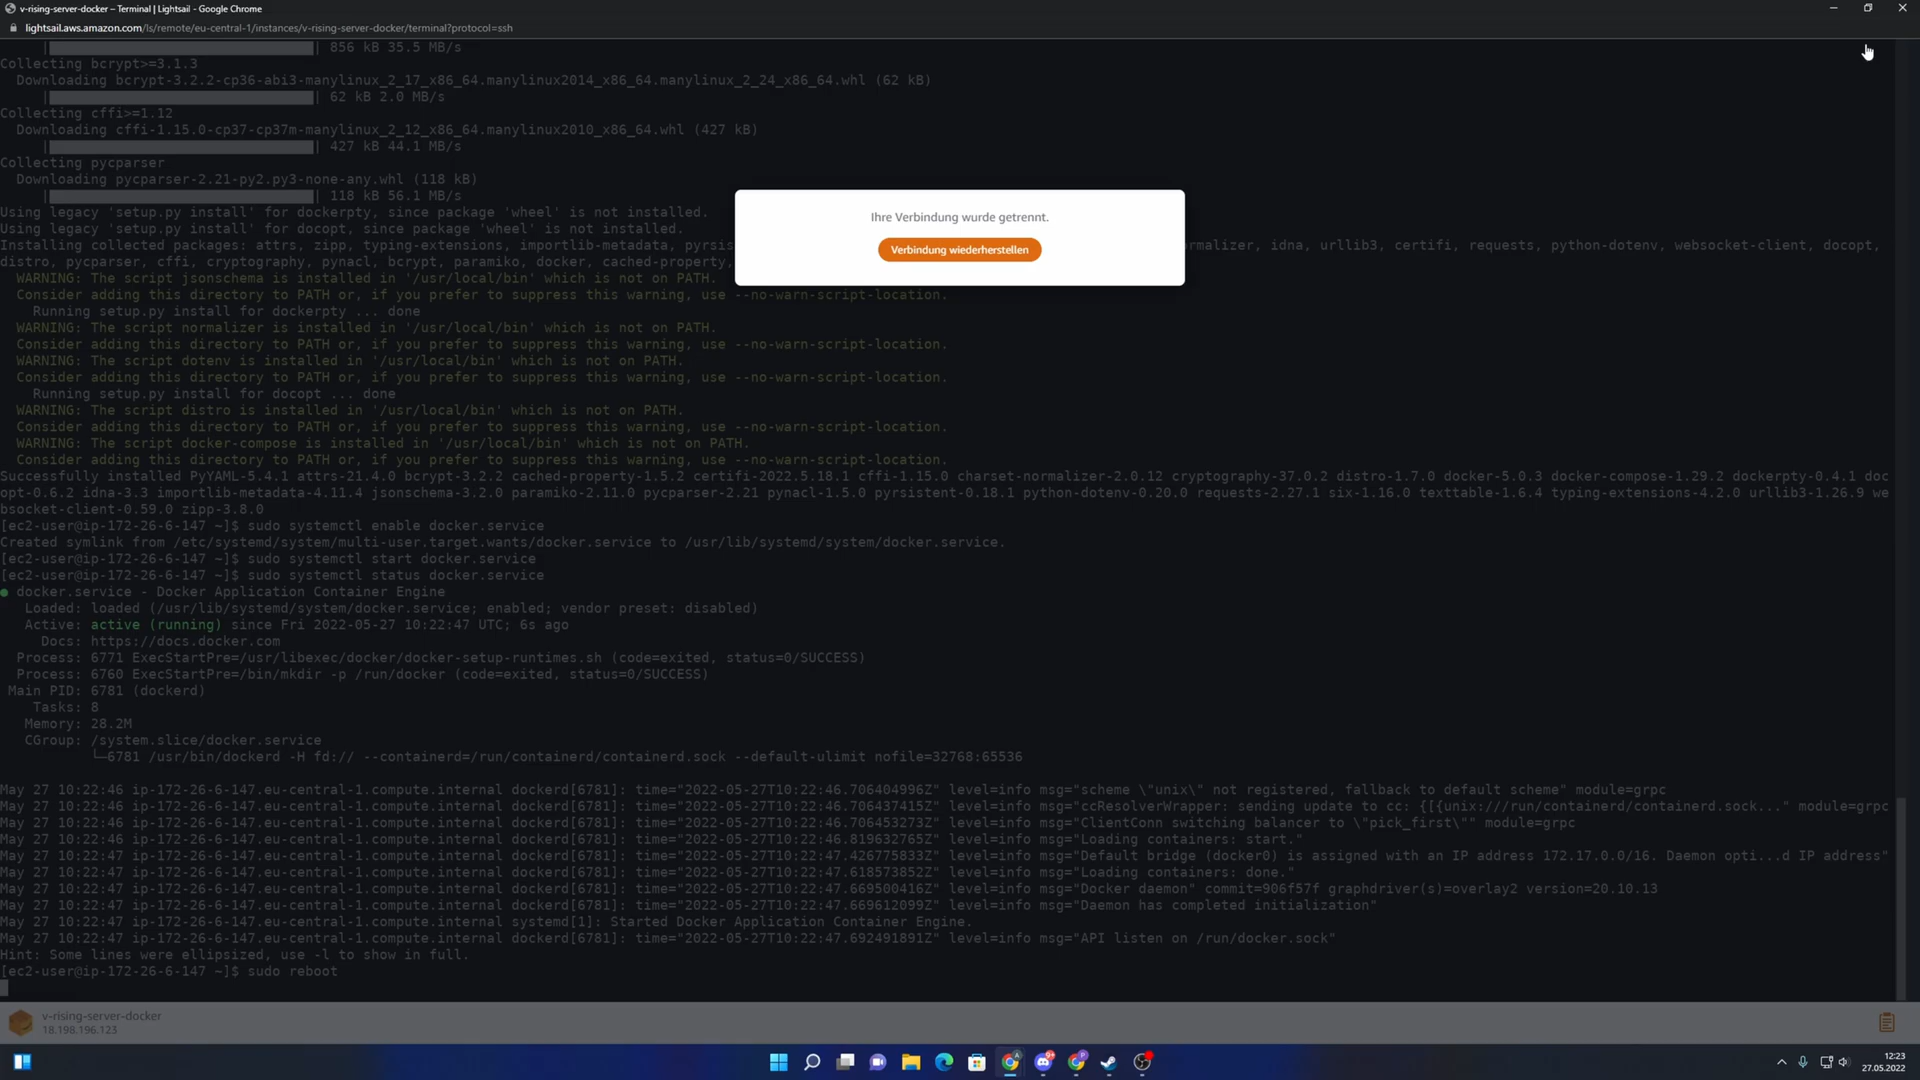 v-rising-server-docker – Terminal | Lightsail - Google Chrome
lightsail.aws.amazon.com/ls/remote/eu-central-1/instances/v-rising-server-docker/terminal?protocol=ssh
| 856 kB 35.5 MB/s
Collecting bcrypt>=3.1.3
Downloading bcrypt-3.2.2-cp36-abi3-manylinux_2_17_x86_64.manylinux2014_x86_64.manylinux_2_24_x86_64.whl (62 kB)
| 62 kB 2.0 MB/s
Collecting cffi>=1.12
Downloading cffi-1.15.0-cp37-cp37m-manylinux_2_12_x86_64.manylinux2010_x86_64.whl (427 kB)
| 427 kB 44.1 MB/s
Collecting pycparser
Downloading pycparser-2.21-py2.py3-none-any.whl (118 kB)
| 118 kB 56.1 MB/s
Using legacy 'setup.py install' for dockerpty, since package 'wheel' is not installed.
Using legacy 'setup.py install' for docopt, since package 'wheel' is not installed.
Installing collected packages: attrs, zipp, typing-extensions, importlib-metadata, pyrsis rmalizer, idna, urllib3, certifi, requests, python-dotenv, websocket-client, docopt,
distro, pycparser, cffi, cryptography, pynacl, bcrypt, paramiko, docker, cached-property,
Ihre Verbindung wurde getrennt.
Verbindung wiederherstellen
WARNING: The script jsonschema is installed in '/usr/local/bin' which is not on PATH.
Consider adding this directory to PATH or, if you prefer to suppress this warning, use --no-warn-script-location.
Running setup.py install for dockerpty ... done
WARNING: The script normalizer is installed in '/usr/local/bin' which is not on PATH.
Consider adding this directory to PATH or, if you prefer to suppress this warning, use --no-warn-script-location.
WARNING: The script dotenv is installed in '/usr/local/bin' which is not on PATH.
Consider adding this directory to PATH or, if you prefer to suppress this warning, use --no-warn-script-location.
Running setup.py install for docopt ... done
WARNING: The script distro is installed in '/usr/local/bin' which is not on PATH.
Consider adding this directory to PATH or, if you prefer to suppress this warning, use --no-warn-script-location.
WARNING: The script docker-compose is installed in '/usr/local/bin' which is not on PATH.
Consider adding this directory to PATH or, if you prefer to suppress this warning, use --no-warn-script-location.
Successfully installed PyYAML-5.4.1 attrs-21.4.0 bcrypt-3.2.2 cached-property-1.5.2 certifi-2022.5.18.1 cffi-1.15.0 charset-normalizer-2.0.12 cryptography-37.0.2 distro-1.7.0 docker-5.0.3 docker-compose-1.29.2 dockerpty-0.4.1 doc
opt-0.6.2 idna-3.3 importlib-metadata-4.11.4 jsonschema-3.2.0 paramiko-2.11.0 pycparser-2.21 pynacl-1.5.0 pyrsistent-0.18.1 python-dotenv-0.20.0 requests-2.27.1 six-1.16.0 texttable-1.6.4 typing-extensions-4.2.0 urllib3-1.26.9 we
bsocket-client-0.59.0 zipp-3.8.0
[ec2-user@ip-172-26-6-147 ~]$ sudo systemctl enable docker.service
Created symlink from /etc/systemd/system/multi-user.target.wants/docker.service to /usr/lib/systemd/system/docker.service.
[ec2-user@ip-172-26-6-147 ~]$ sudo systemctl start docker.service
[ec2-user@ip-172-26-6-147 ~]$ sudo systemctl status docker.service
● docker.service - Docker Application Container Engine
Loaded: loaded (/usr/lib/systemd/system/docker.service; enabled; vendor preset: disabled)
Active: active (running) since Fri 2022-05-27 10:22:47 UTC; 6s ago
Docs: https://docs.docker.com
Process: 6771 ExecStartPre=/usr/libexec/docker/docker-setup-runtimes.sh (code=exited, status=0/SUCCESS)
Process: 6760 ExecStartPre=/bin/mkdir -p /run/docker (code=exited, status=0/SUCCESS)
Main PID: 6781 (dockerd)
Tasks: 8
Memory: 28.2M
CGroup: /system.slice/docker.service
└─6781 /usr/bin/dockerd -H fd:// --containerd=/run/containerd/containerd.sock --default-ulimit nofile=32768:65536
May 27 10:22:46 ip-172-26-6-147.eu-central-1.compute.internal dockerd[6781]: time="2022-05-27T10:22:46.706404996Z" level=info msg="scheme \"unix\" not registered, fallback to default scheme" module=grpc
May 27 10:22:46 ip-172-26-6-147.eu-central-1.compute.internal dockerd[6781]: time="2022-05-27T10:22:46.706437415Z" level=info msg="ccResolverWrapper: sending update to cc: {[{unix:///run/containerd/containerd.sock..." module=grpc
May 27 10:22:46 ip-172-26-6-147.eu-central-1.compute.internal dockerd[6781]: time="2022-05-27T10:22:46.706453273Z" level=info msg="ClientConn switching balancer to \"pick_first\"" module=grpc
May 27 10:22:46 ip-172-26-6-147.eu-central-1.compute.internal dockerd[6781]: time="2022-05-27T10:22:46.819632765Z" level=info msg="Loading containers: start."
May 27 10:22:47 ip-172-26-6-147.eu-central-1.compute.internal dockerd[6781]: time="2022-05-27T10:22:47.426775833Z" level=info msg="Default bridge (docker0) is assigned with an IP address 172.17.0.0/16. Daemon opti...d IP address"
May 27 10:22:47 ip-172-26-6-147.eu-central-1.compute.internal dockerd[6781]: time="2022-05-27T10:22:47.618573852Z" level=info msg="Loading containers: done."
May 27 10:22:47 ip-172-26-6-147.eu-central-1.compute.internal dockerd[6781]: time="2022-05-27T10:22:47.669500416Z" level=info msg="Docker daemon" commit=906f57f graphdriver(s)=overlay2 version=20.10.13
May 27 10:22:47 ip-172-26-6-147.eu-central-1.compute.internal dockerd[6781]: time="2022-05-27T10:22:47.669612099Z" level=info msg="Daemon has completed initialization"
May 27 10:22:47 ip-172-26-6-147.eu-central-1.compute.internal systemd[1]: Started Docker Application Container Engine.
May 27 10:22:47 ip-172-26-6-147.eu-central-1.compute.internal dockerd[6781]: time="2022-05-27T10:22:47.692491891Z" level=info msg="API listen on /run/docker.sock"
Hint: Some lines were ellipsized, use -l to show in full.
[ec2-user@ip-172-26-6-147 ~]$ sudo reboot
v-rising-server-docker
18.198.196.123
12:23
27.05.2022